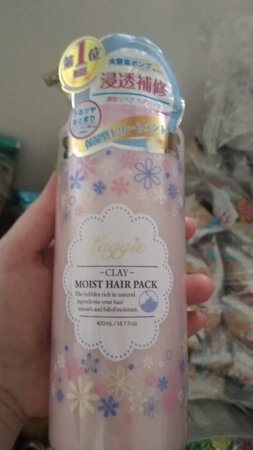 第1位
大容量ポンプ
浸透補修
Laggie
-CLAY-
MOIST HAIR PACK
The bubbles rich in natural
ingredients your hair
smooth and full of moisture.
400mL/14.1fl oz